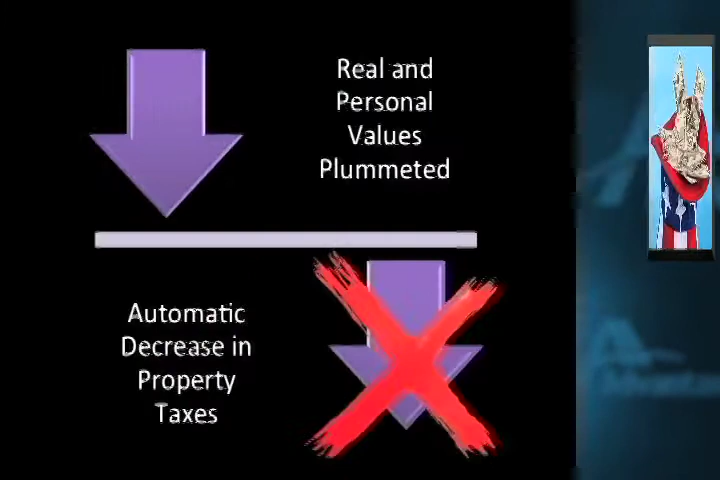 Real and
Personal
Values
Plummeted
Automatic
Decrease in
Property
Taxes